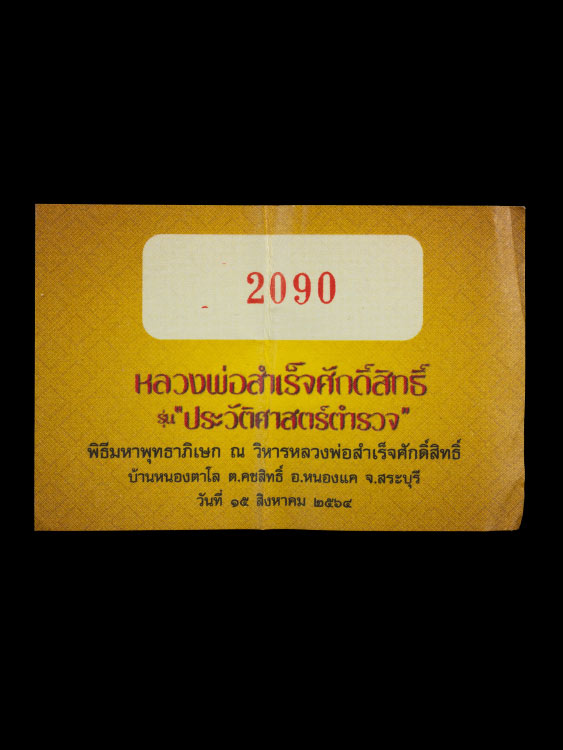 2090
หลวงพ่อสำเร็จศักดิ์สิทธิ์
รุ่น "ประวัติศาสตร์ตำรวจ"
พิธีมหาพุทธาภิเษก ณ วิหารหลวงพ่อสำเร็จศักดิ์สิทธิ์
บ้านหนองตาโล ต.คชสิทธิ์ อ.หนองแค จ.สระบุรี
วันที่ ๑๕ สิงหาคม ๒๕๖๔